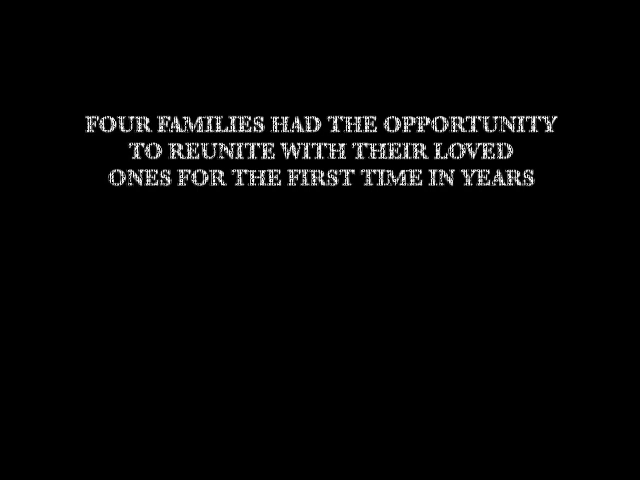 FOUR FAMILIES HAD THE OPPORTUNITY
TO REUNITE WITH THEIR LOVED
ONES FOR THE FIRST TIME IN YEARS